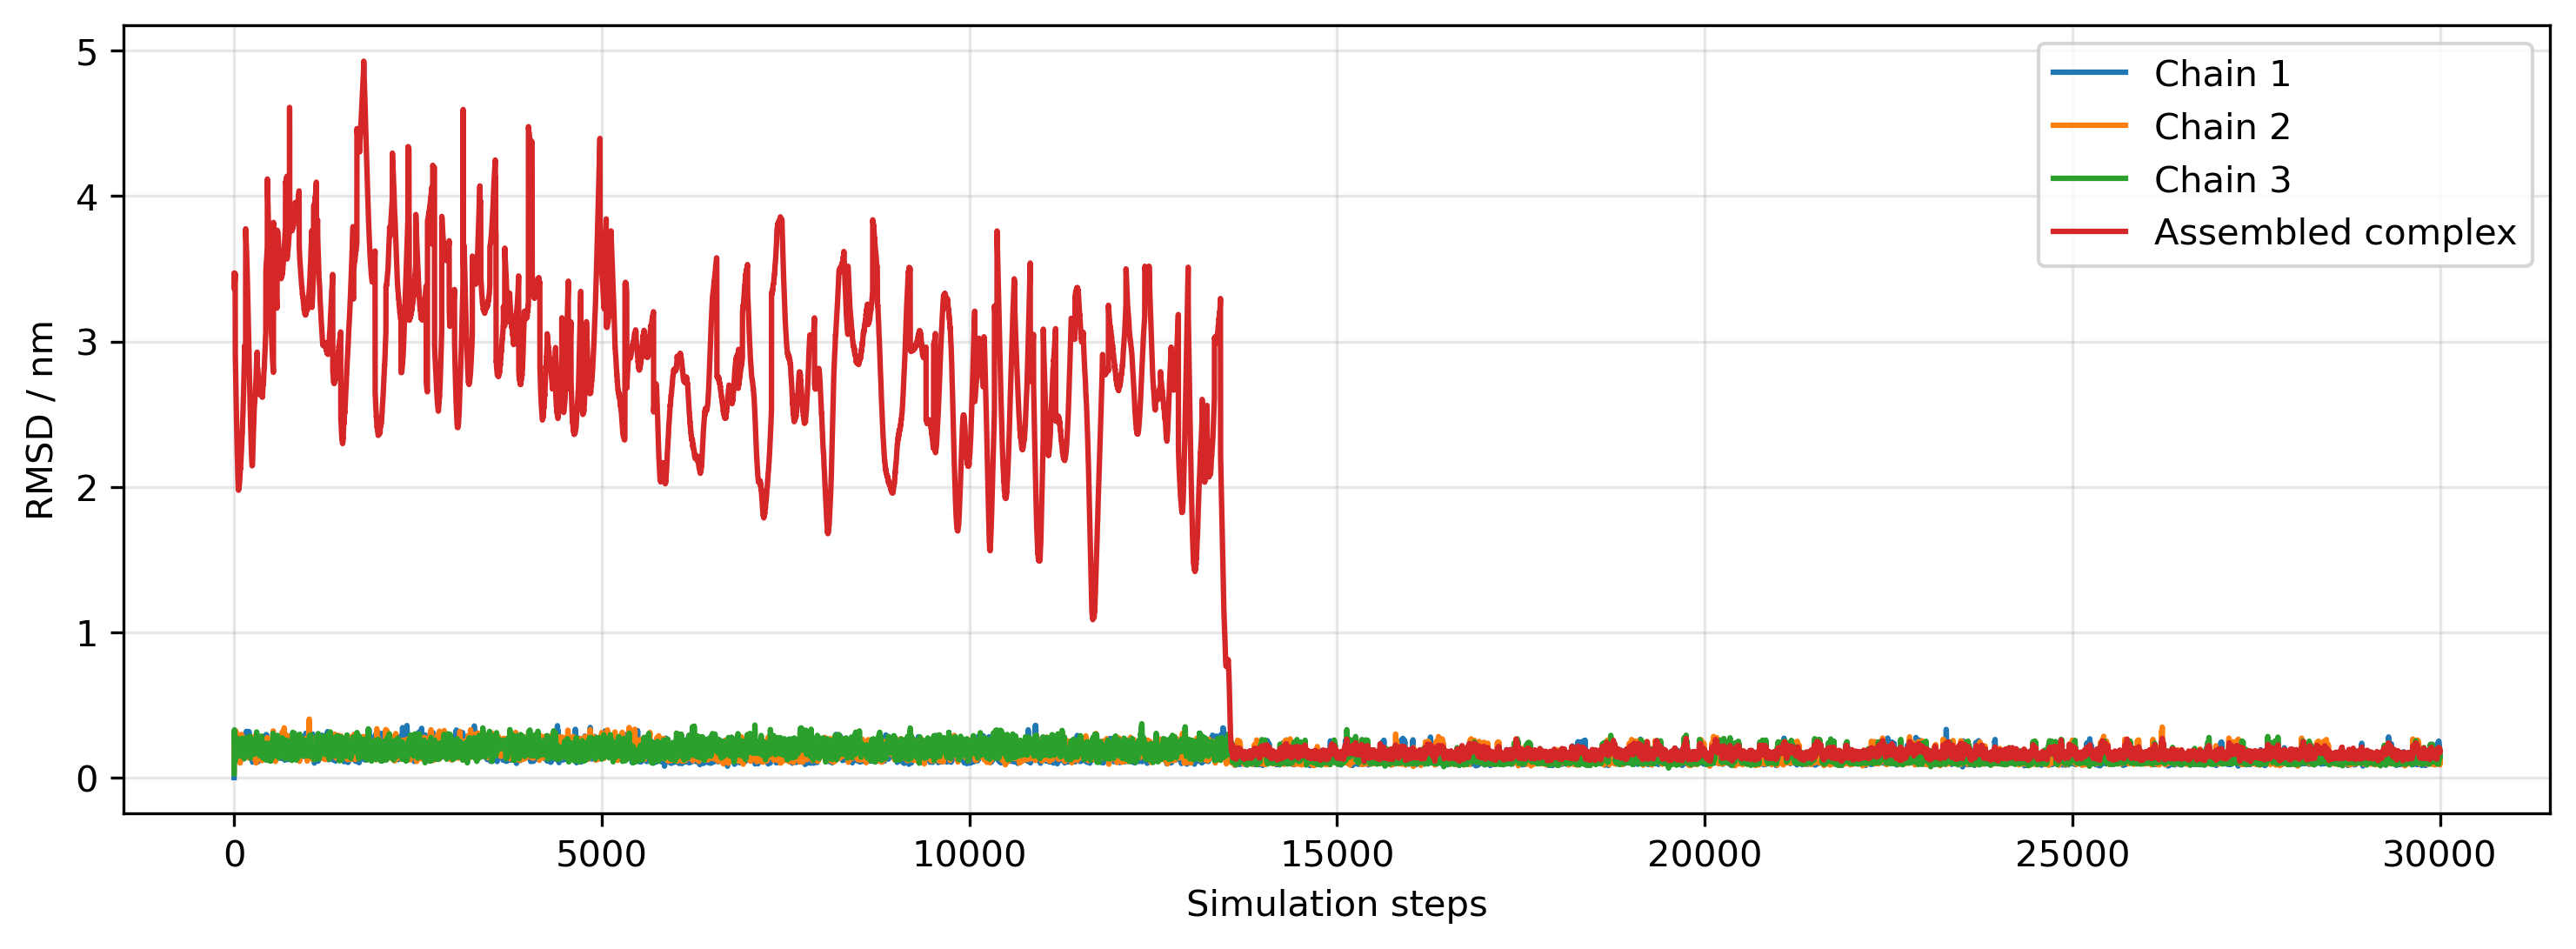 5
4
3
2
1
0
RMSD / nm
Chain 1
Chain 2
Chain 3
Assembled complex
0 5000 10000 15000 20000 25000 30000
Simulation steps